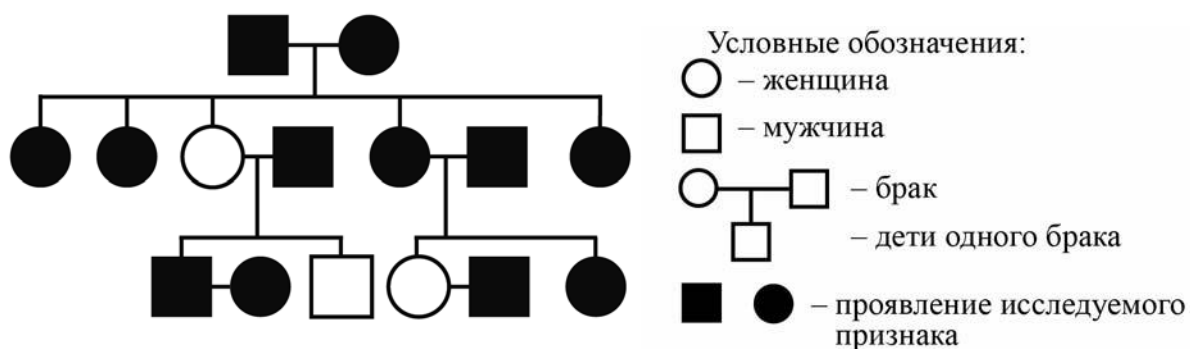 Условные обозначения:
– женщина
– мужчина
– брак
– дети одного брака
– проявление исследуемого
признака